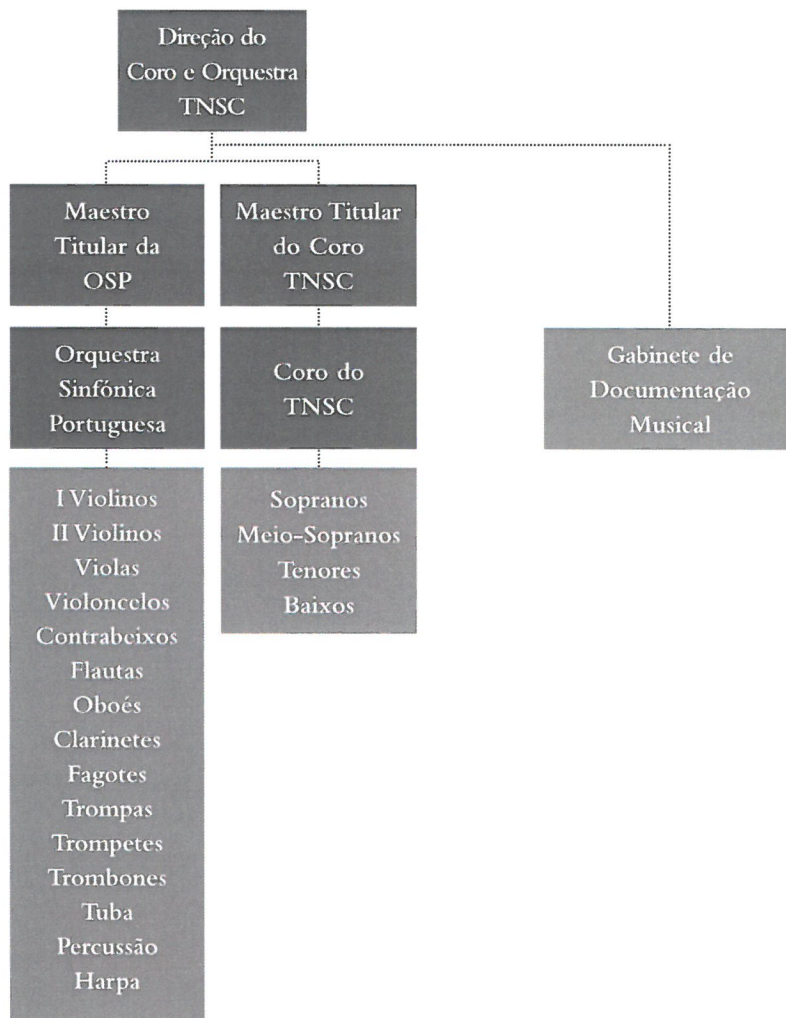 Direção do
Coro e Orquestra
TNSC
Maestro
Titular da
OSP
Maestro Titular
do Coro
TNSC
Orquestra
Sinfónica
Portuguesa
Coro do
TNSC
Gabinete de
Documentação
Musical
I Violinos
II Violinos
Violas
Violoncelos
Contrabeixos
Flautas
Oboés
Clarinetes
Fagotes
Trompas
Trompetes
Trombones
Tuba
Percussão
Harpa
Sopranos
Meio-Sopranos
Tenores
Baixos